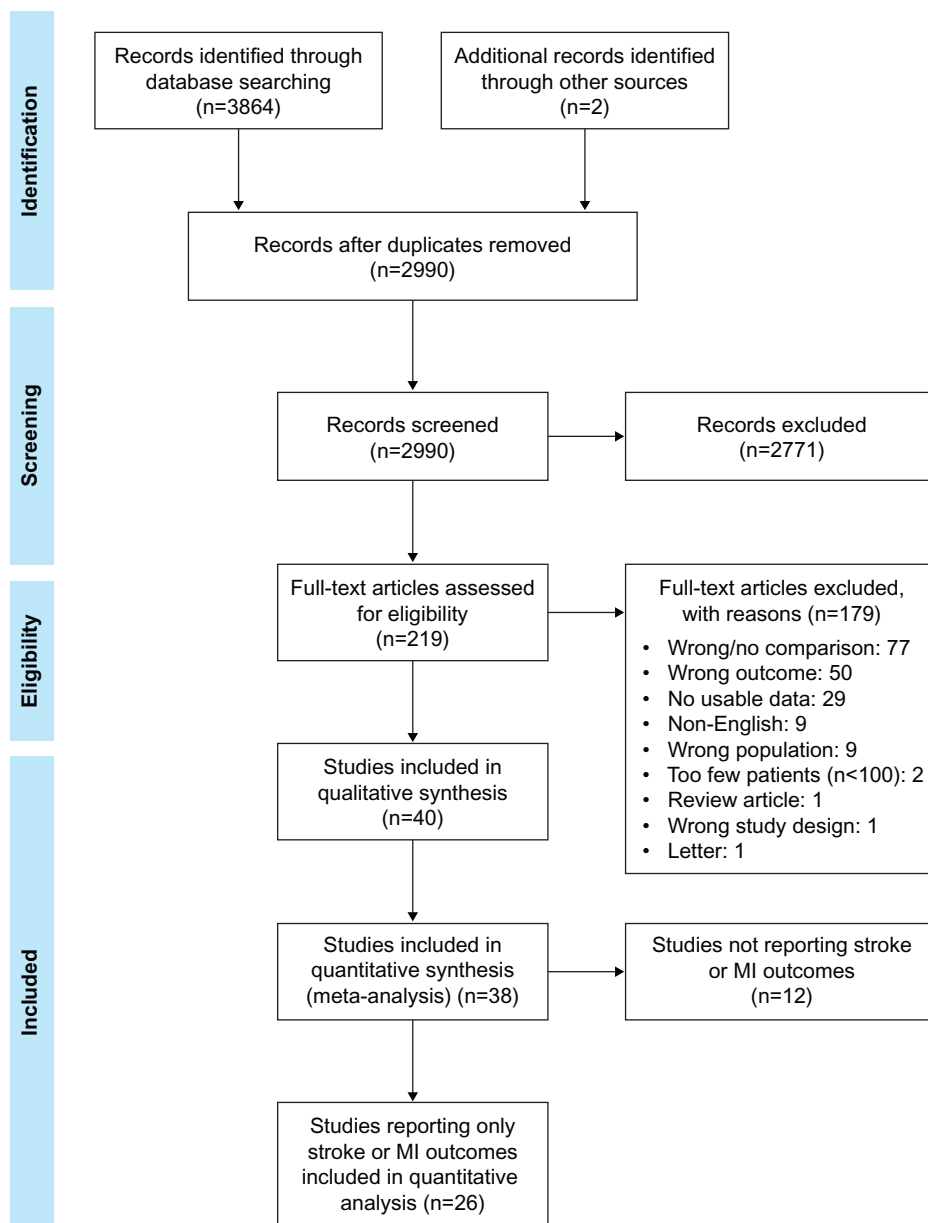 Identification
Records identified through
database searching
(n=3864)
Additional records identified
through other sources
(n=2)
Records after duplicates removed
(n=2990)
Screening
Records screened
(n=2990)
Records excluded
(n=2771)
Eligibility
Full-text articles assessed
for eligibility
(n=219)
Full-text articles excluded,
with reasons (n=179)
• Wrong/no comparison: 77
• Wrong outcome: 50
• No usable data: 29
• Non-English: 9
• Wrong population: 9
• Too few patients (n<100): 2
• Review article: 1
• Wrong study design: 1
• Letter: 1
Included
Studies included in
qualitative synthesis
(n=40)
Studies included in
quantitative synthesis
(meta-analysis) (n=38)
Studies not reporting stroke
or MI outcomes
(n=12)
Studies reporting only
stroke or MI outcomes
included in quantitative
analysis (n=26)